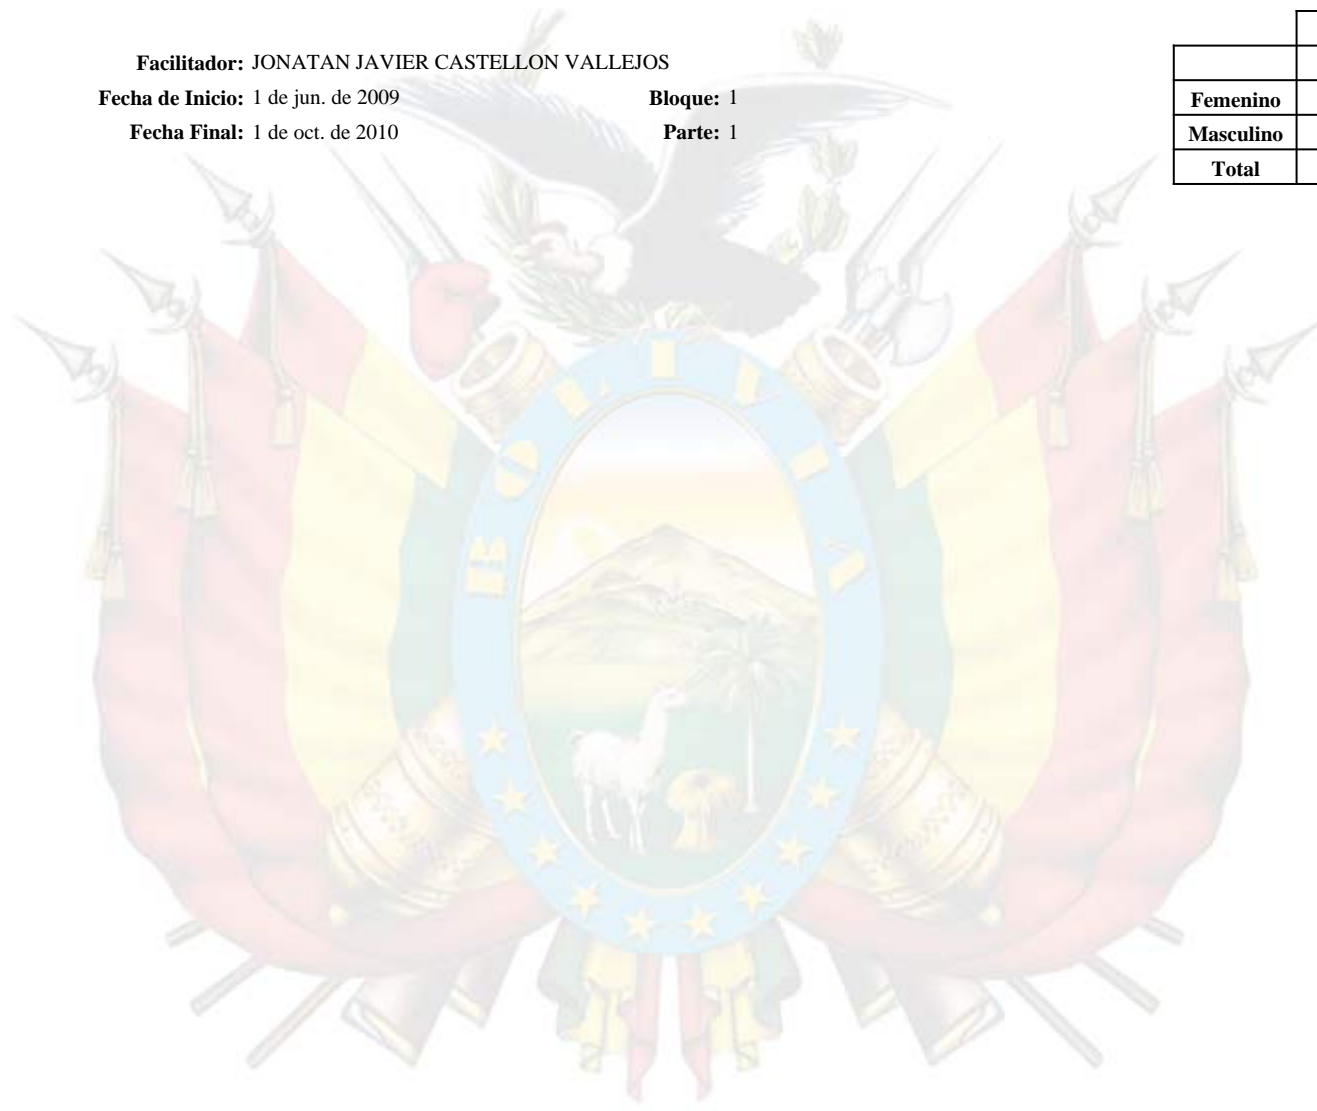 Facilitador: JONATAN JAVIER CASTELLON VALLEJOS
Fecha de Inicio: 1 de jun. de 2009 Bloque: 1
Fecha Final: 1 de oct. de 2010 Parte: 1
Femenino
Masculino
Total
BOLIVIA